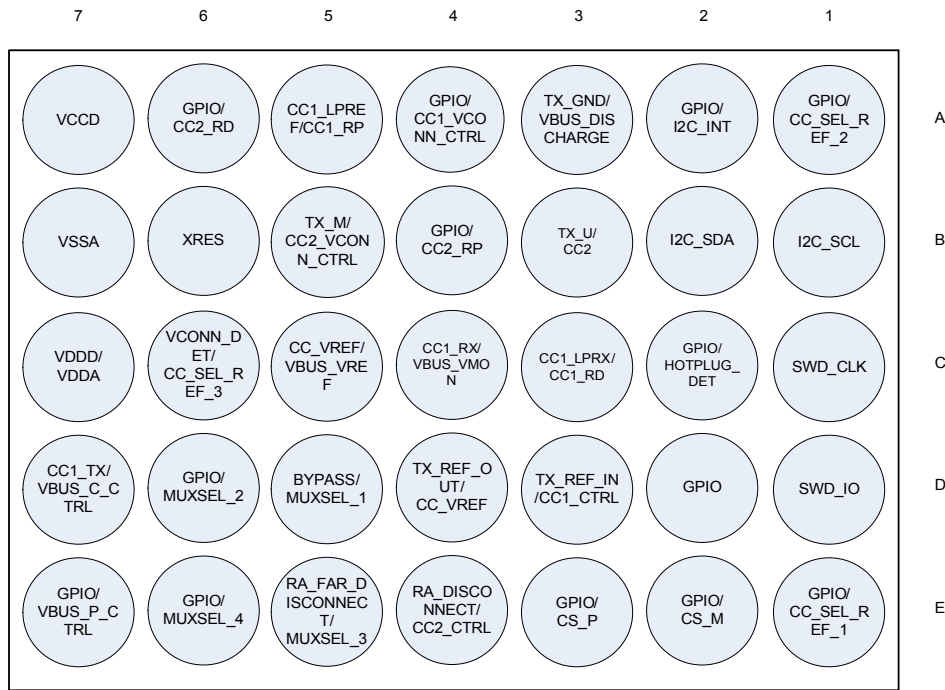 7 6 5 4 3 2 1
VCCD
GPIO/
CC2_RD
CC1_LPRE
F/CC1_RP
GPIO/
CC1_VCO
NN_CTRL
TX_GND/
VBUS_DIS
CHARGE
GPIO/
I2C_INT
GPIO/
CC_SEL_R
EF_2
A
VSSA
XRES
TX_M/
CC2_VCON
N_CTRL
GPIO/
CC2_RP
TX_U/
CC2
I2C_SDA
I2C_SCL
B
VDDD/
VDDA
VCONN_D
ET/
CC_SEL_R
EF_3
CC_VREF/
VBUS_VRE
F
CC1_RX/
VBUS_VMO
N
CC1_LPRX/
CC1_RD
GPIO/
HOTPLUG_
DET
SWD_CLK
C
CC1_TX/
VBUS_C_C
TRL
GPIO/
MUXSEL_2
BYPASS/
MUXSEL_1
TX_REF_O
UT/
CC_VREF
TX_REF_IN
/CC1_CTRL
GPIO
SWD_IO
D
GPIO/
VBUS_P_C
TRL
GPIO/
MUXSEL_4
RA_FAR_D
ISCONNEC
T/
MUXSEL_3
RA_DISCO
NNECT/
CC2_CTRL
GPIO/
CS_P
GPIO/
CS_M
GPIO/
CC_SEL_R
EF_1
E